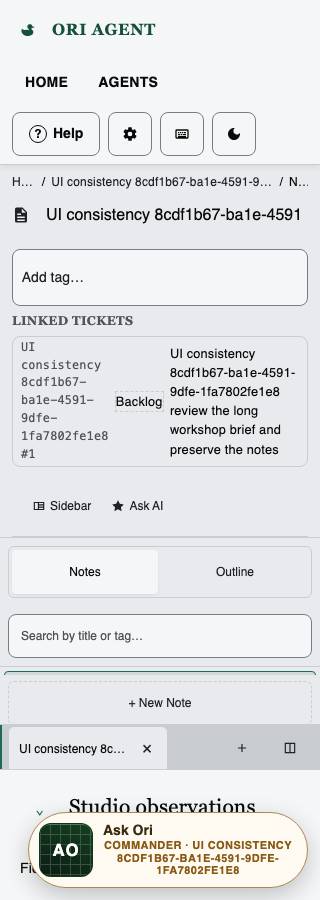 ORI AGENT
HOME AGENTS
? Help
H… / UI consistency 8cdf1b67-ba1e-4591-9… / N…
UI consistency 8cdf1b67-ba1e-4591
Add tag…
LINKED TICKETS
UI
consistency
8cdf1b67-
ba1e-4591-
9dfe-
1fa7802fe1e8
#1
Backlog
UI consistency
8cdf1b67-ba1e-4591-
9dfe-1fa7802fe1e8
review the long
workshop brief and
preserve the notes
Sidebar Ask AI
Notes Outline
Search by title or tag…
+ New Note
UI consistency 8c…
Studio observations
AO
Ask Ori
COMMANDER · UI CONSISTENCY
8CDF1B67-BA1E-4591-9DFE-
1FA7802FE1E8